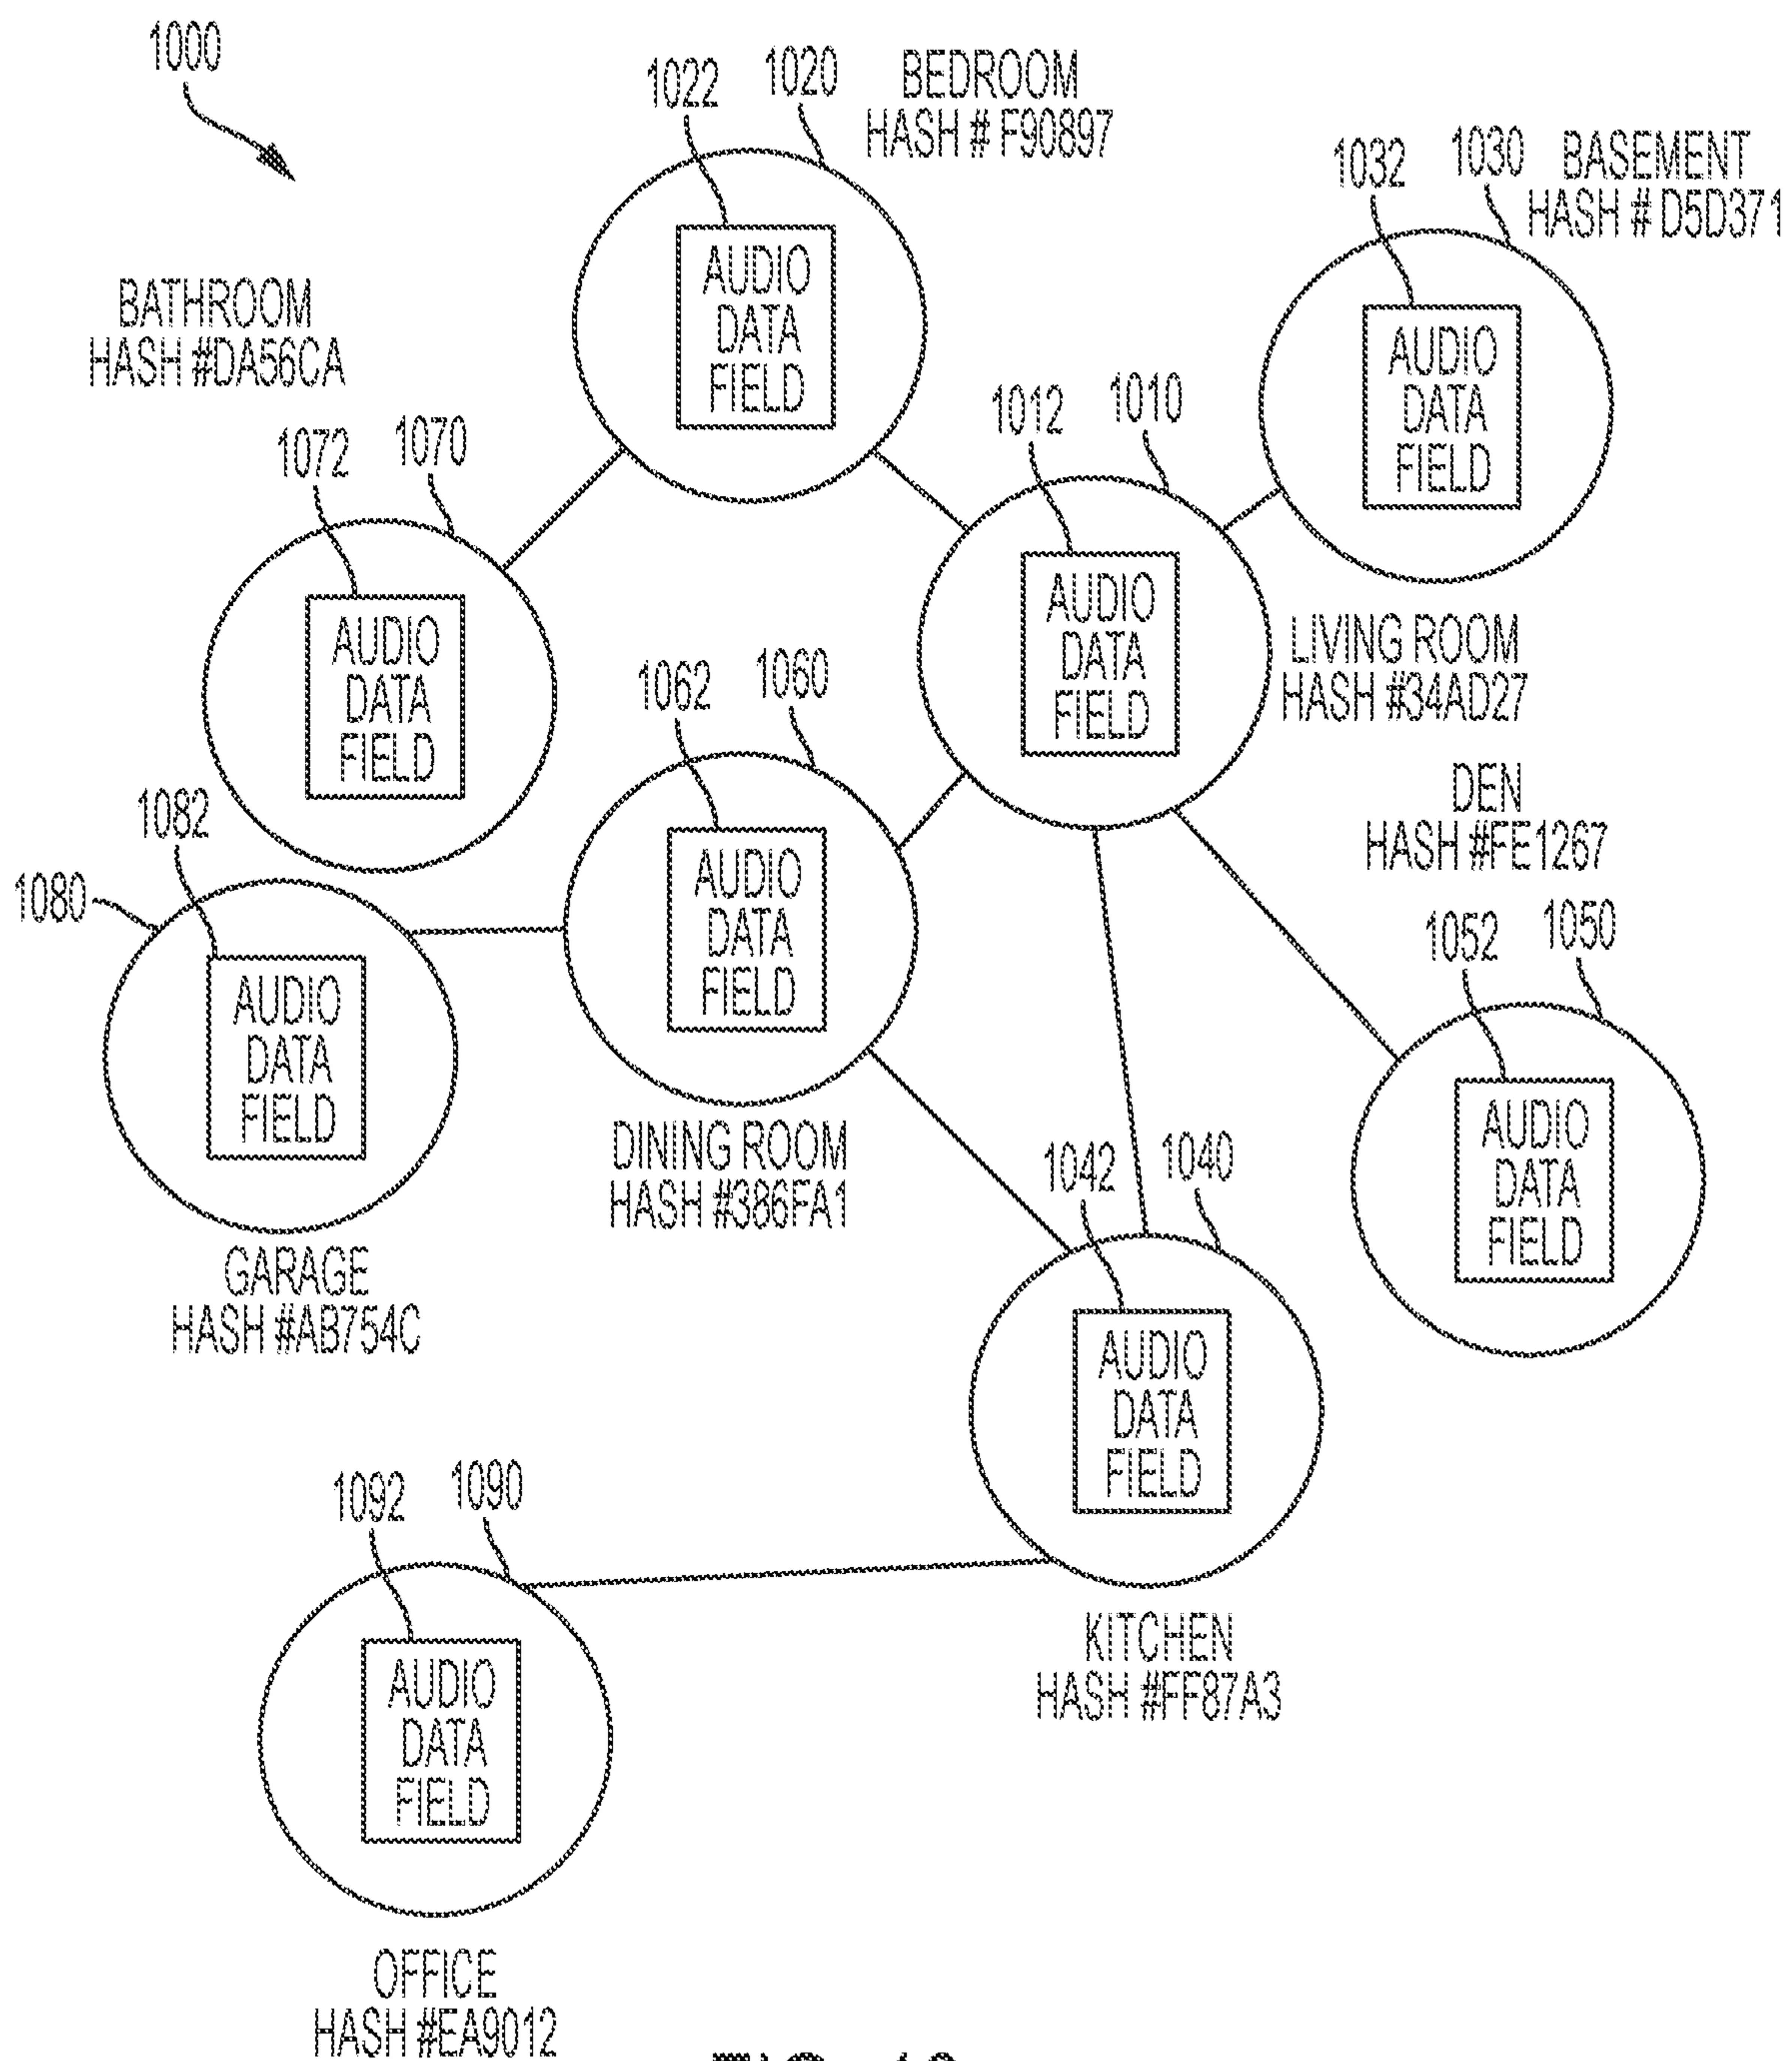 1000
1022
1020
BEDROOM
HASH # F90897
1032
1030
BASEMENT
HASH # D5D371
AUDIO
DATA
FIELD
AUDIO
DATA
FIELD
BATHROOM
HASH #DA56CA
1072
1070
1012
1010
AUDIO
DATA
FIELD
AUDIO
DATA
FIELD
LIVING ROOM
HASH #34AD27
1062
1060
1082
1080
AUDIO
DATA
FIELD
DEN
HASH #FE1267
1052
1050
AUDIO
DATA
FIELD
AUDIO
DATA
FIELD
DINING ROOM
HASH #386FA1
1042
1040
GARAGE
HASH #AB754C
AUDIO
DATA
FIELD
1092
1090
AUDIO
DATA
FIELD
KITCHEN
HASH #FF87A3
OFFICE
HASH #EA9012